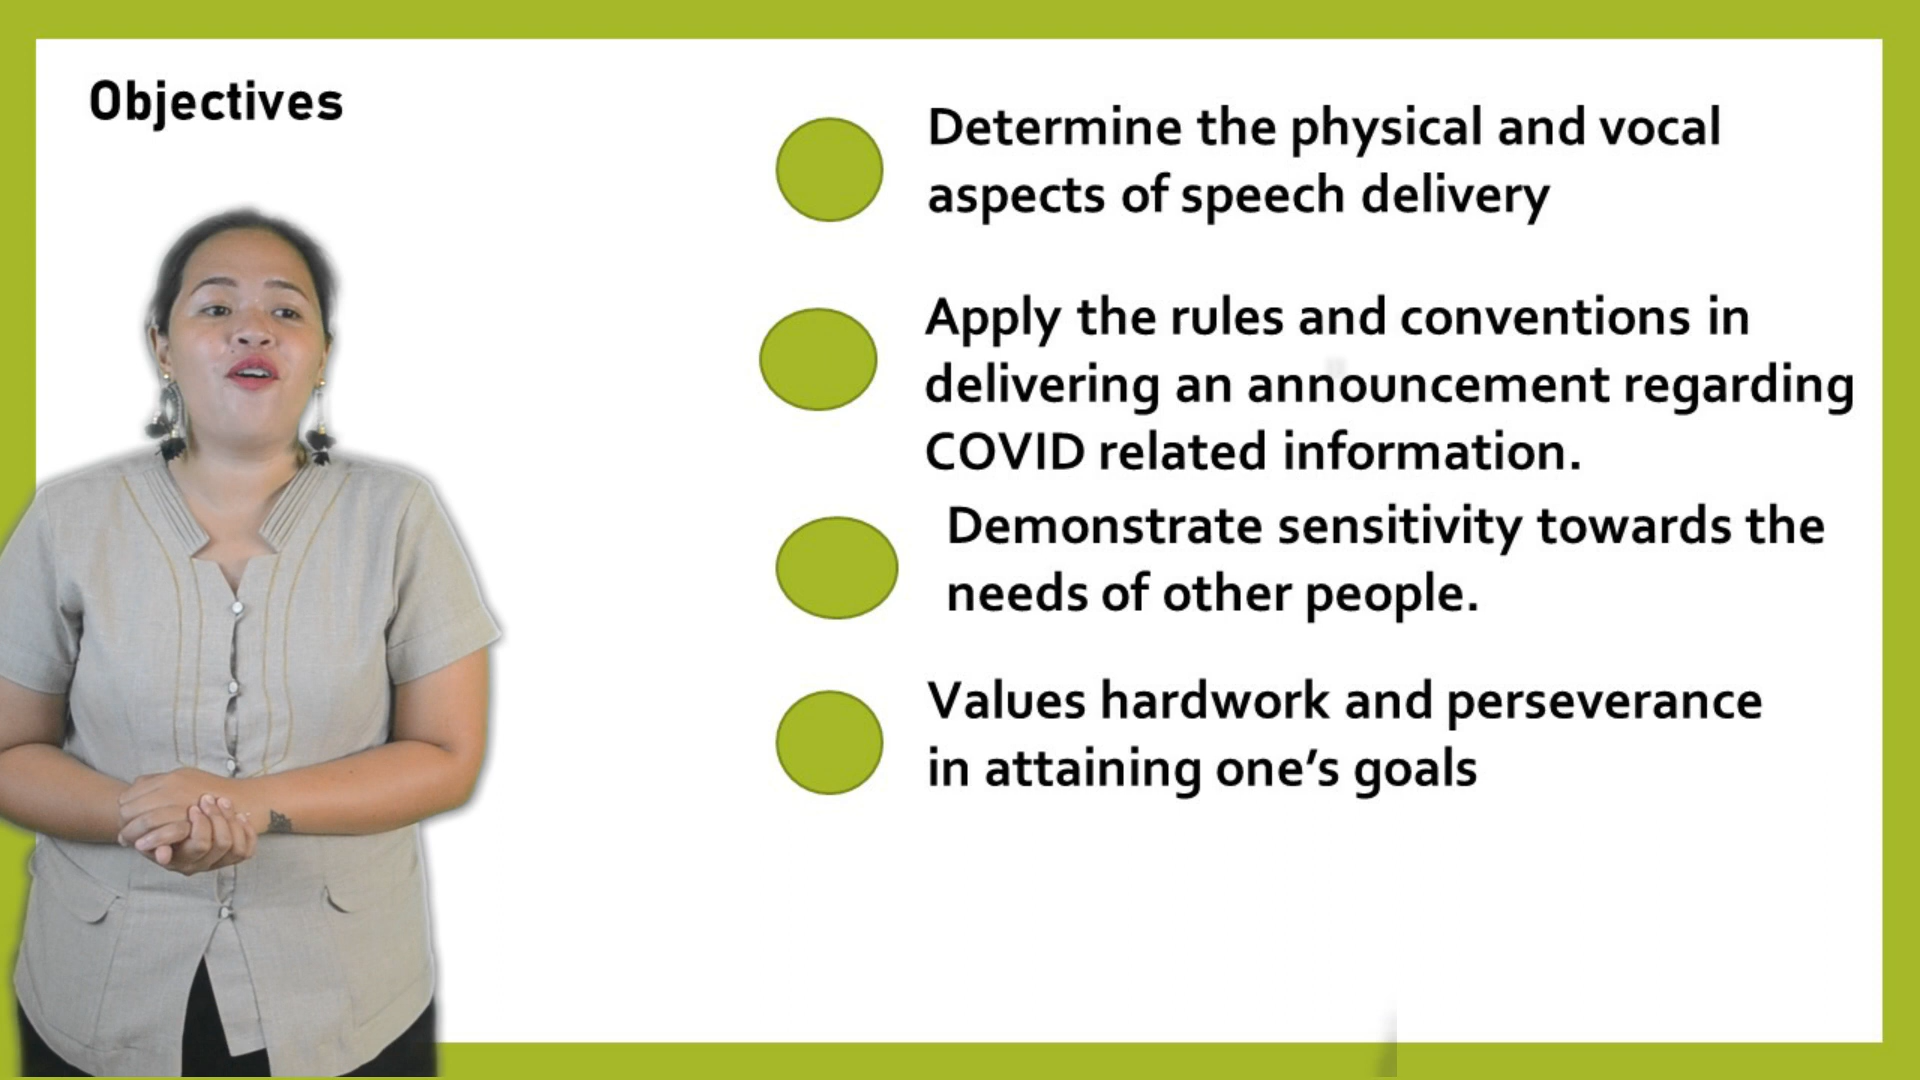 Objectives
Determine the physical and vocal
aspects of speech delivery
Apply the rules and conventions in
delivering an announcement regarding
COVID related information.
Demonstrate sensitivity towards the
needs of other people.
Values hardwork and perseverance
in attaining one’s goals